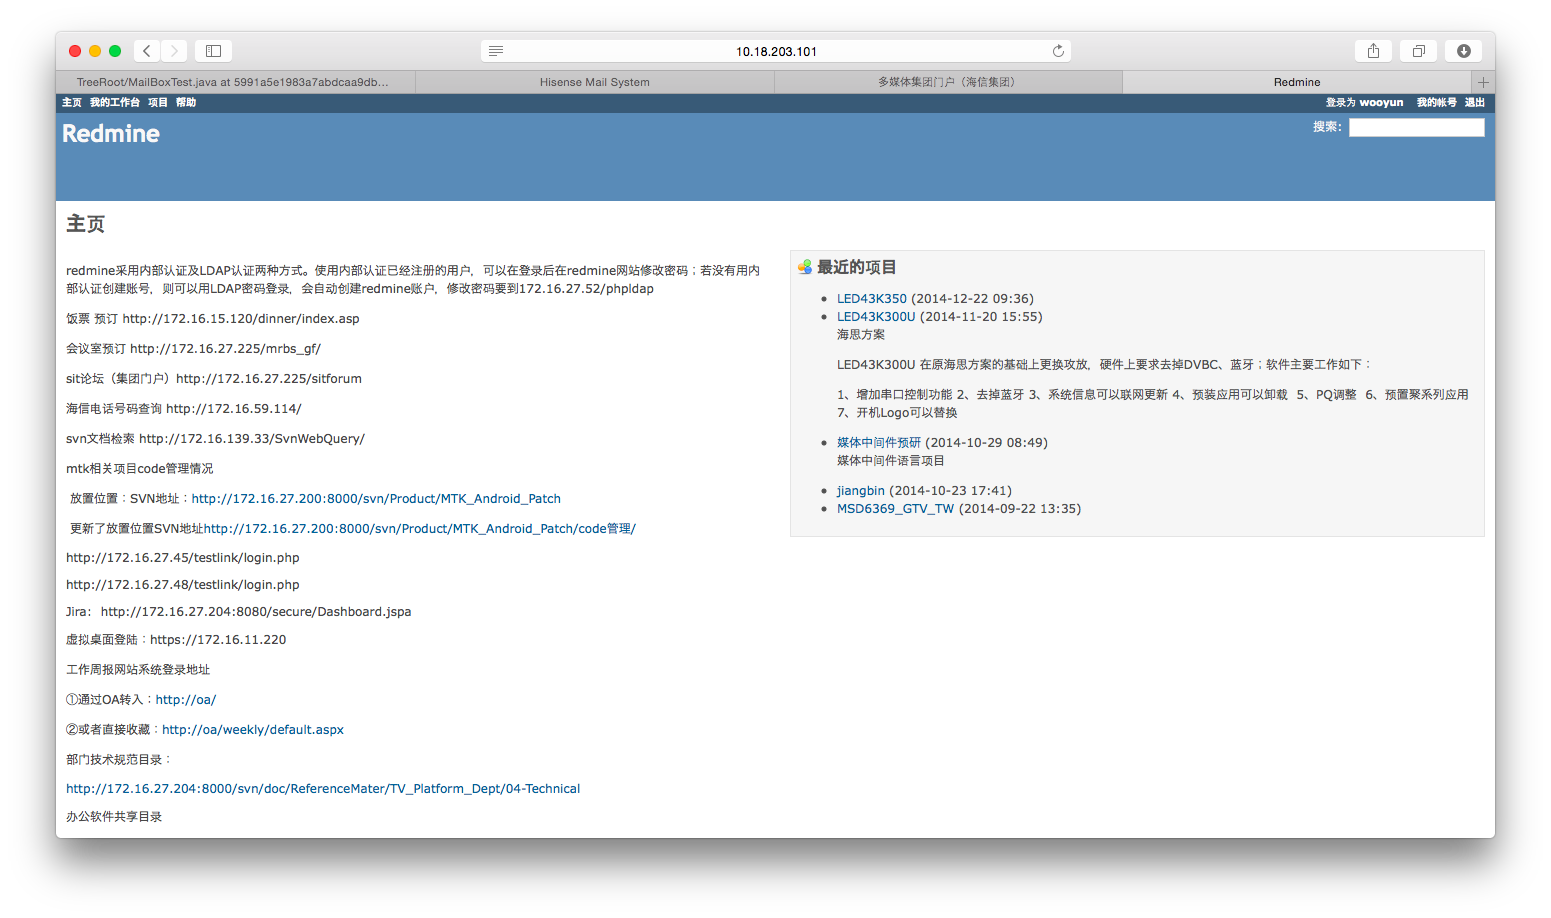 10.18.203.101
TreeRoot/MailBoxTest.java at 5991a5e1983a7abdcaa9db...
Hisense Mail System
多媒体集团门户（海信集团）
Redmine
主页 我的工作台 项目 帮助
登录为 wooyun 我的帐号 退出
Redmine
搜索：
主页
redmine采用内部认证及LDAP认证两种方式。使用内部认证已经注册的用户，可以在登录后在redmine网站修改密码；若没有用内
部认证创建账号，则可以用LDAP密码登录，会自动创建redmine账户，修改密码要到172.16.27.52/phpldap
饭票 预订 http://172.16.15.120/dinner/index.asp
会议室预订 http://172.16.27.225/mrbs_gf/
sit论坛（集团门户）http://172.16.27.225/sitforum
海信电话号码查询 http://172.16.59.114/
svn文档检索 http://172.16.139.33/SvnWebQuery/
mtk相关项目code管理情况
放置位置：SVN地址：http://172.16.27.200:8000/svn/Product/MTK_Android_Patch
更新了放置位置SVN地址http://172.16.27.200:8000/svn/Product/MTK_Android_Patch/code管理/
http://172.16.27.45/testlink/login.php
http://172.16.27.48/testlink/login.php
Jira: http://172.16.27.204:8080/secure/Dashboard.jspa
虚拟桌面登陆：https://172.16.11.220
工作周报网站系统登录地址
①通过OA转入：http://oa/
②或者直接收藏：http://oa/weekly/default.aspx
部门技术规范目录：
http://172.16.27.204:8000/svn/doc/ReferenceMater/TV_Platform_Dept/04-Technical
办公软件共享目录
最近的项目
LED43K350 (2014-12-22 09:36)
LED43K300U (2014-11-20 15:55)
海思方案
LED43K300U 在原海思方案的基础上更换攻放，硬件上要求去掉DVBC、蓝牙；软件主要工作如下：
1、增加串口控制功能 2、去掉蓝牙 3、系统信息可以联网更新 4、预装应用可以卸载 5、PQ调整 6、预置聚系列应用
7、开机Logo可以替换
媒体中间件预研 (2014-10-29 08:49)
媒体中间件语言项目
jiangbin (2014-10-23 17:41)
MSD6369_GTV_TW (2014-09-22 13:35)